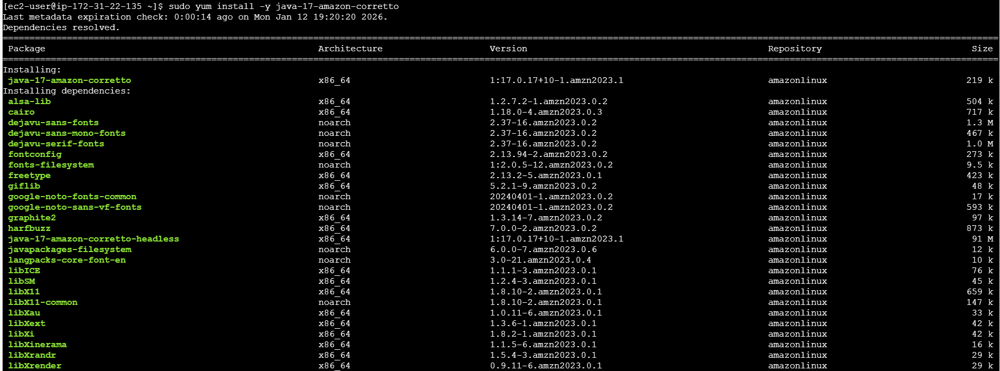 [ec2-user@ip-172-31-22-135 ~]$ sudo yum install -y java-17-amazon-corretto
Last metadata expiration check: 0:00:14 ago on Mon Jan 12 19:20:20 2026.
Dependencies resolved.
Package Architecture Version Repository Size
Installing:
java-17-amazon-corretto x86_64 1:17.0.17+10-1.amzn2023.1 amazonlinux 219 k
Installing dependencies:
alsa-lib x86_64 1.2.7.2-1.amzn2023.0.2 amazonlinux 504 k
cairo x86_64 1.18.0-4.amzn2023.0.3 amazonlinux 717 k
dejavu-sans-fonts noarch 2.37-16.amzn2023.0.2 amazonlinux 1.3 M
dejavu-sans-mono-fonts noarch 2.37-16.amzn2023.0.2 amazonlinux 467 k
dejavu-serif-fonts noarch 2.37-16.amzn2023.0.2 amazonlinux 1.0 M
fontconfig x86_64 2.13.94-2.amzn2023.0.2 amazonlinux 273 k
fonts-filesystem noarch 1:2.0.5-12.amzn2023.0.2 amazonlinux 9.5 k
freetype x86_64 2.13.2-5.amzn2023.0.1 amazonlinux 423 k
giflib x86_64 5.2.1-9.amzn2023.0.2 amazonlinux 48 k
google-noto-fonts-common noarch 20240401-1.amzn2023.0.2 amazonlinux 17 k
google-noto-sans-vf-fonts noarch 20240401-1.amzn2023.0.2 amazonlinux 593 k
graphite2 x86_64 1.3.14-7.amzn2023.0.2 amazonlinux 97 k
harfbuzz x86_64 7.0.0-2.amzn2023.0.2 amazonlinux 873 k
java-17-amazon-corretto-headless x86_64 1:17.0.17+10-1.amzn2023.1 amazonlinux 91 M
javapackages-filesystem noarch 6.0.0-7.amzn2023.0.6 amazonlinux 12 k
langpacks-core-font-en noarch 3.0-21.amzn2023.0.4 amazonlinux 10 k
libICE x86_64 1.1.1-3.amzn2023.0.1 amazonlinux 76 k
libSM x86_64 1.2.4-3.amzn2023.0.1 amazonlinux 45 k
libX11 x86_64 1.8.10-2.amzn2023.0.1 amazonlinux 659 k
libX11-common noarch 1.8.10-2.amzn2023.0.1 amazonlinux 147 k
libXau x86_64 1.0.11-6.amzn2023.0.1 amazonlinux 33 k
libXext x86_64 1.3.6-1.amzn2023.0.1 amazonlinux 42 k
libXi x86_64 1.8.2-1.amzn2023.0.1 amazonlinux 42 k
libXinerama x86_64 1.1.5-6.amzn2023.0.1 amazonlinux 16 k
libXrandr x86_64 1.5.4-3.amzn2023.0.1 amazonlinux 29 k
libXrender x86_64 0.9.11-6.amzn2023.0.1 amazonlinux 29 k